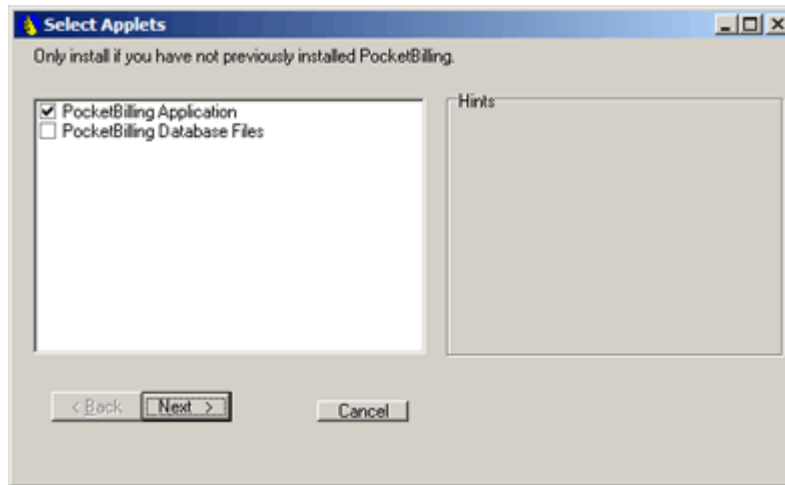 Select Applets
Only install if you have not previously installed PocketBilling.
PocketBilling Application
PocketBilling Database Files
Hints
< Back
Next >
Cancel